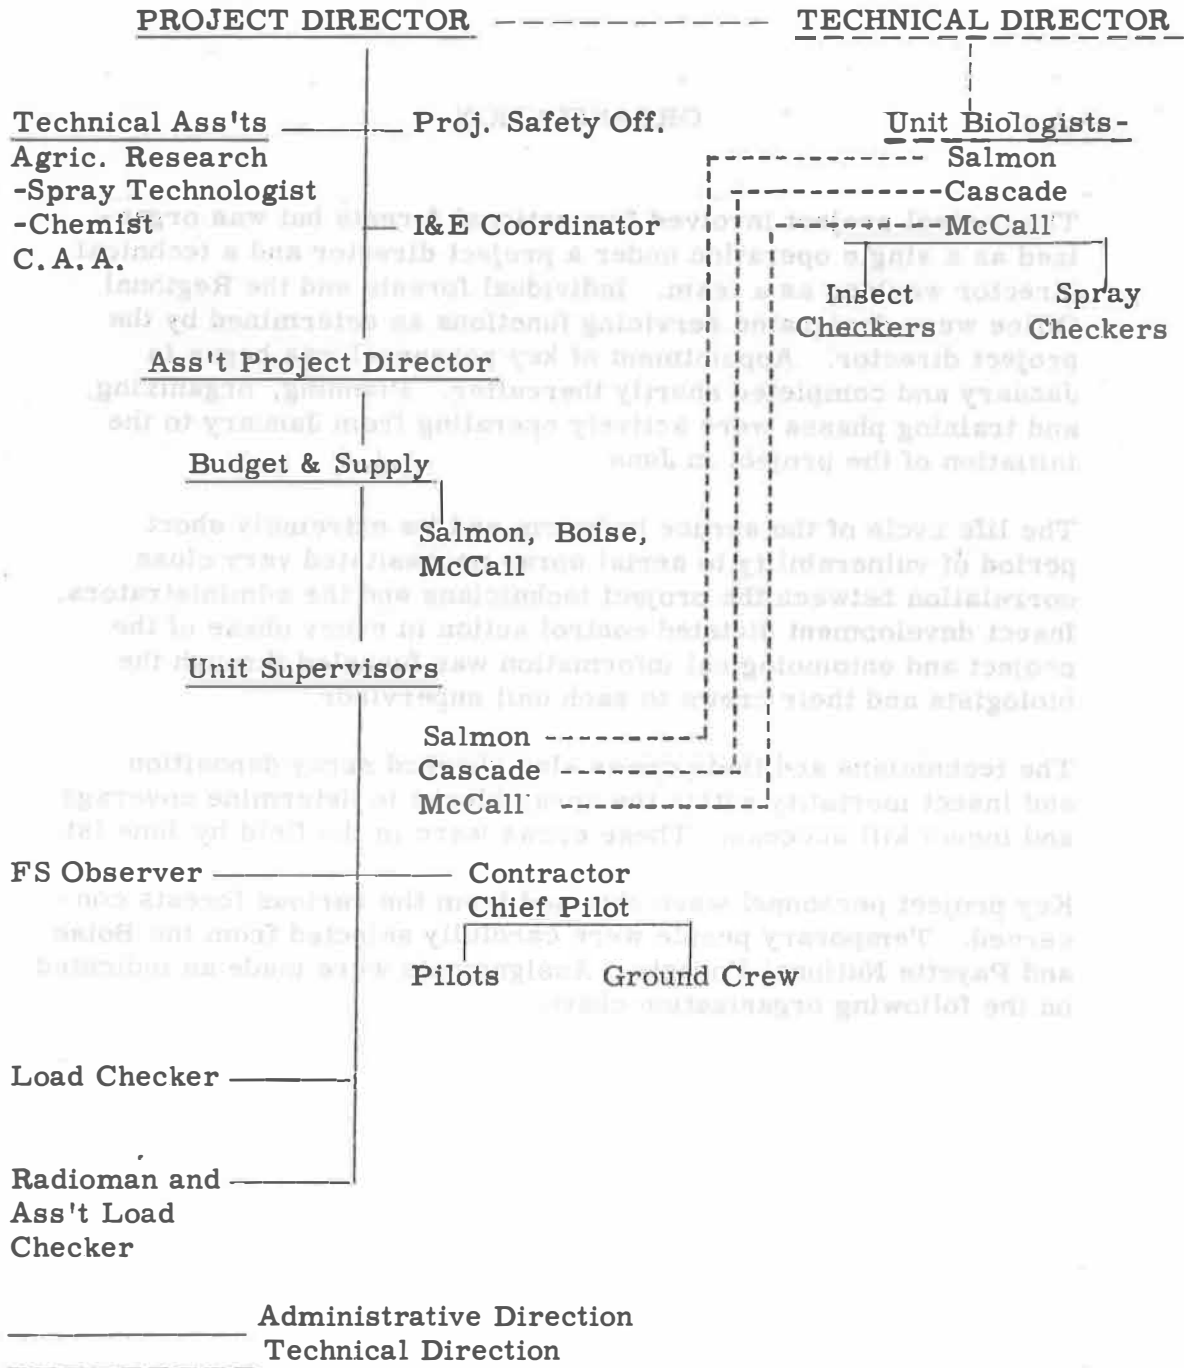 PROJECT DIRECTOR
TECHNICAL DIRECTOR
Technical Ass'ts
Proj. Safety Off.
Unit Biologists-
Agric. Research
Salmon
-Spray Technologist
Cascade
-Chemist
I&E Coordinator
McCall
C. A. A.
Insect
Checkers
Spray
Checkers
Ass't Project Director
Budget & Supply
Salmon, Boise,
McCall
Unit Supervisors
Salmon
Cascade
McCall
FS Observer
Contractor
Chief Pilot
Pilots
Ground Crew
Load Checker
Radioman and
Ass't Load
Checker
Administrative Direction
Technical Direction